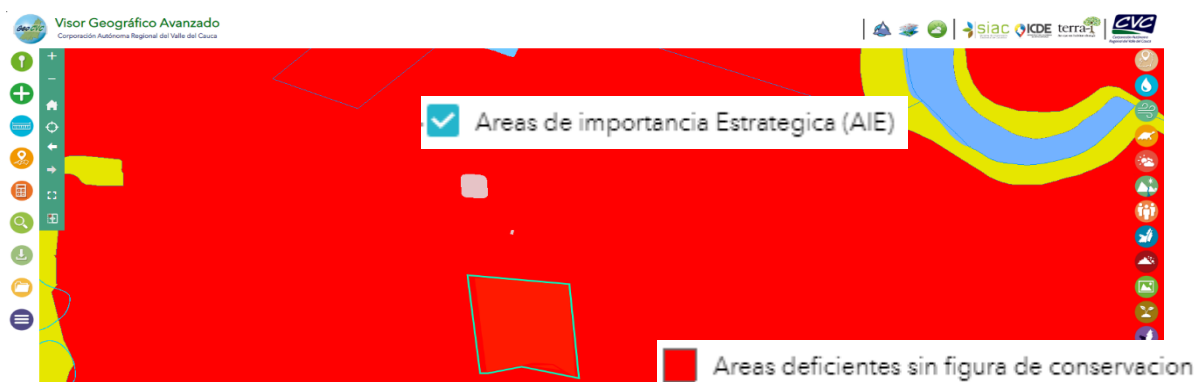 Visor Geográfico Avanzado
Corporación Autónoma Regional del Valle del Cauca
siac
ICDE
terra-i
CVC
Areas de importancia Estrategica (AIE)
Areas deficientes sin figura de conservacion